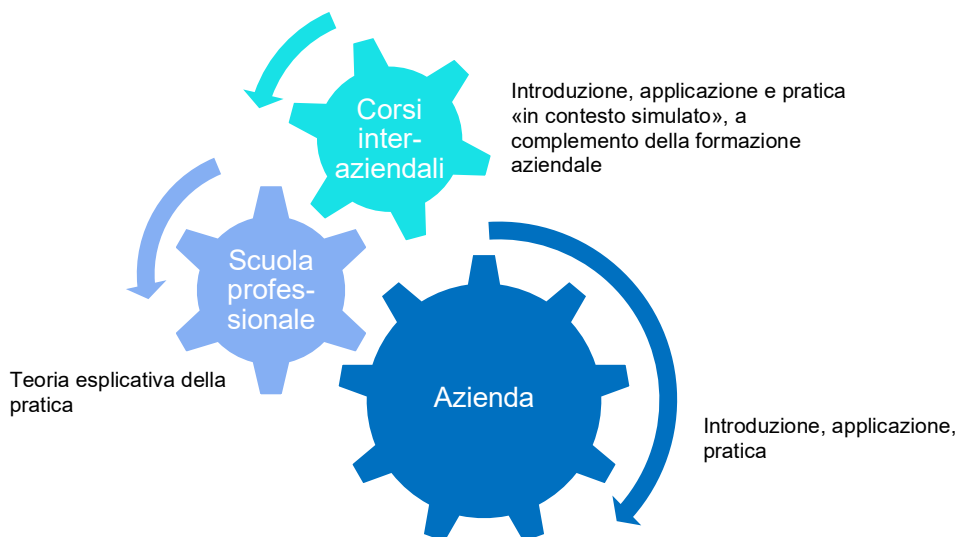 Corsi
inter-
aziendali
Introduzione, applicazione e pratica
«in contesto simulato», a
complemento della formazione
aziendale
Scuola
profes-
sionale
Teoria esplicativa della
pratica
Azienda
Introduzione, applicazione,
pratica